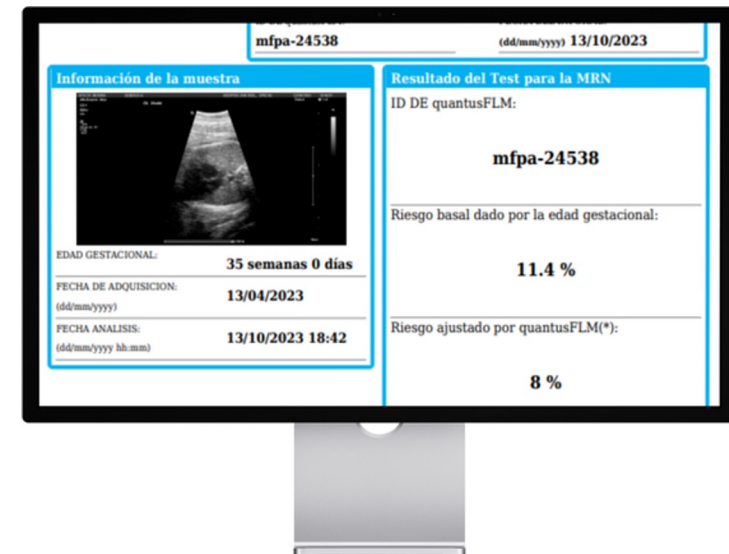 mfpa-24538
(dd/mm/yyyy) 13/10/2023
Información de la muestra
EDAD GESTACIONAL:
35 semanas 0 días
FECHA DE ADQUISICION:
(dd/mm/yyyy)
13/04/2023
FECHA ANALISIS:
(dd/mm/yyyy hh:mm)
13/10/2023 18:42
Resultado del Test para la MRN
ID DE quantusFLM:
mfpa-24538
Riesgo basal dado por la edad gestacional:
11.4 %
Riesgo ajustado por quantusFLM(*):
8 %